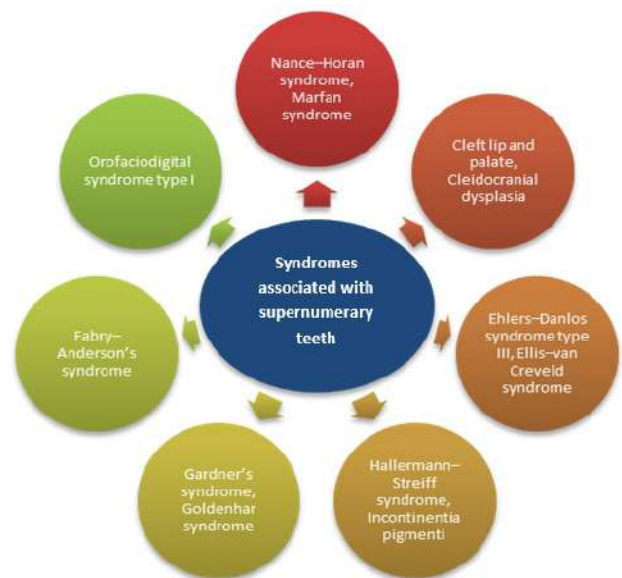 Nance–Horan
syndrome,
Marfan
syndrome
Cleft lip and
palate,
Cleidocranial
dysplasia
Ehlers–Danlos
syndrome type
III, Ellis–van
Creveld
syndrome
Hallermann–
Streiff
syndrome,
Incontinentia
pigmenti
Gardner's
syndrome,
Goldenhar
syndrome
Fabry–
Anderson's
syndrome
Orofaciodigital
syndrome type I
Syndromes
associated with
supernumerary
teeth